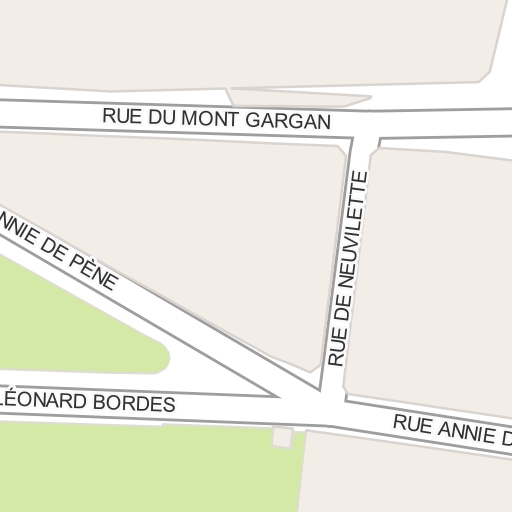 RUE DU MONT GARGAN
RUE DE NEUVILETTE
NNIE DE PÈNE
LÉONARD BORDES
RUE ANNIE D